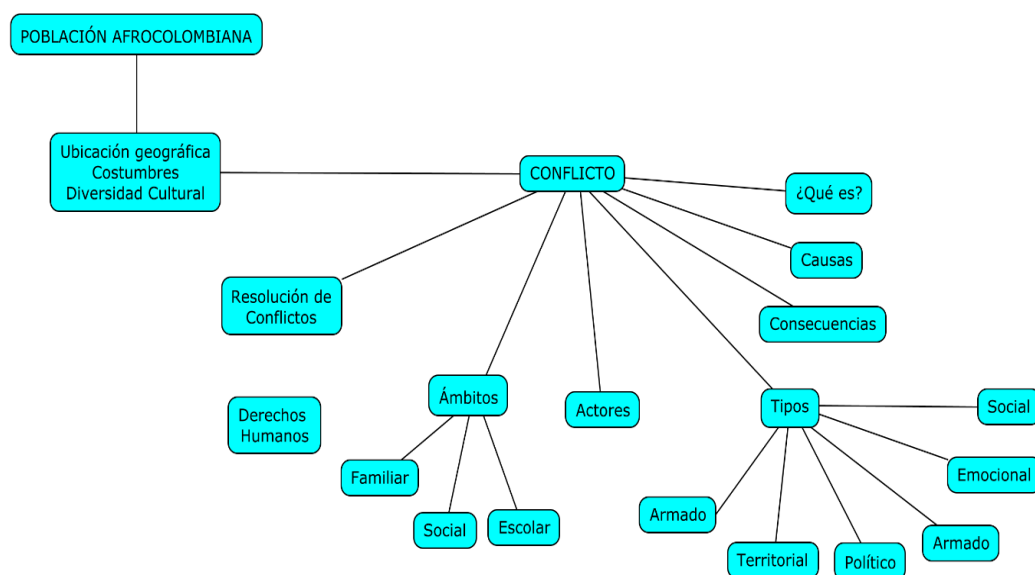 POBLACIÓN AFROCOLOMBIANA
Ubicación geográfica
Costumbres
Diversidad Cultural
CONFLICTO
¿Qué es?
Causas
Consecuencias
Resolución de
Conflictos
Derechos
Humanos
Ámbitos
Familiar
Social
Escolar
Actores
Tipos
Social
Emocional
Armado
Territorial
Político
Armado